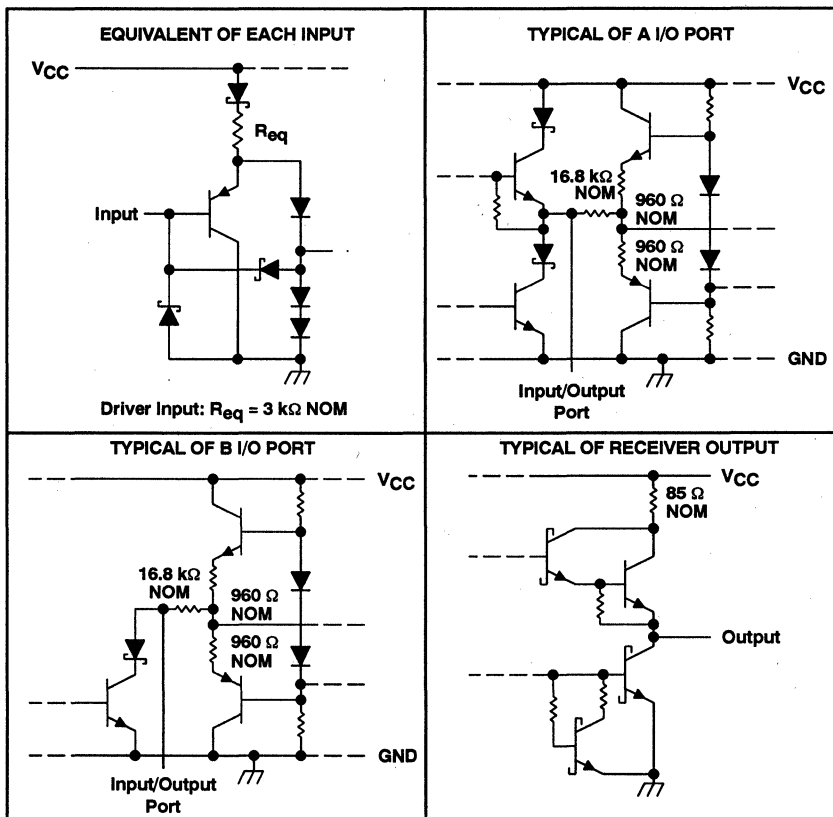 EQUIVALENT OF EACH INPUT
VCC
Req
Input
Driver Input: Req = 3 kΩ NOM
TYPICAL OF A I/O PORT
VCC
16.8 kΩ
NOM
960 Ω
NOM
960 Ω
NOM
GND
Input/Output
Port
TYPICAL OF B I/O PORT
VCC
16.8 kΩ
NOM
960 Ω
NOM
960 Ω
NOM
GND
Input/Output
Port
TYPICAL OF RECEIVER OUTPUT
VCC
85 Ω
NOM
Output